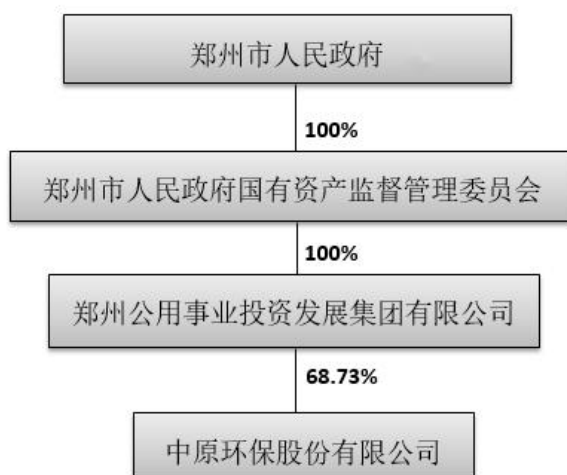 郑州市人民政府
100%
郑州市人民政府国有资产监督管理委员会
100%
郑州公用事业投资发展集团有限公司
68.73%
中原环保股份有限公司